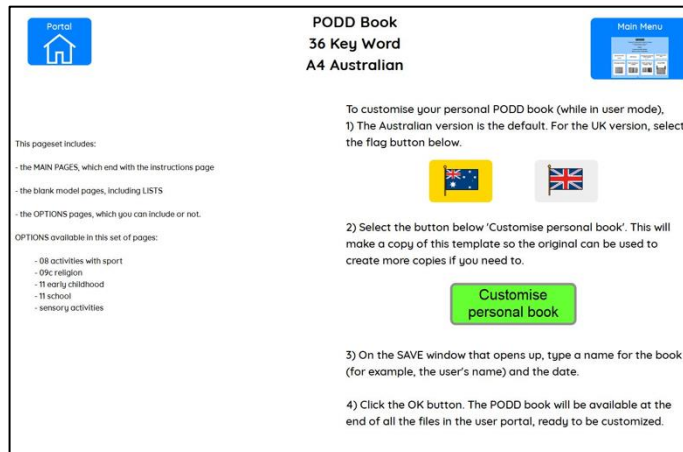 Portal
PODD Book
36 Key Word
A4 Australian
Main Menu
This pageset includes:
- the MAIN PAGES, which end with the instructions page
- the blank model pages, including LISTS
- the OPTIONS pages, which you can include or not.
OPTIONS available in this set of pages:
- 08 activities with sport
- 09c religion
- 11 early childhood
- 11 school
- sensory activities
To customise your personal PODD book (while in user mode),
1) The Australian version is the default. For the UK version, select
the flag button below.
2) Select the button below 'Customise personal book'. This will
make a copy of this template so the original can be used to
create more copies if you need to.
Customise
personal book
3) On the SAVE window that opens up, type a name for the book
(for example, the user's name) and the date.
4) Click the OK button. The PODD book will be available at the
end of all the files in the user portal, ready to be customized.